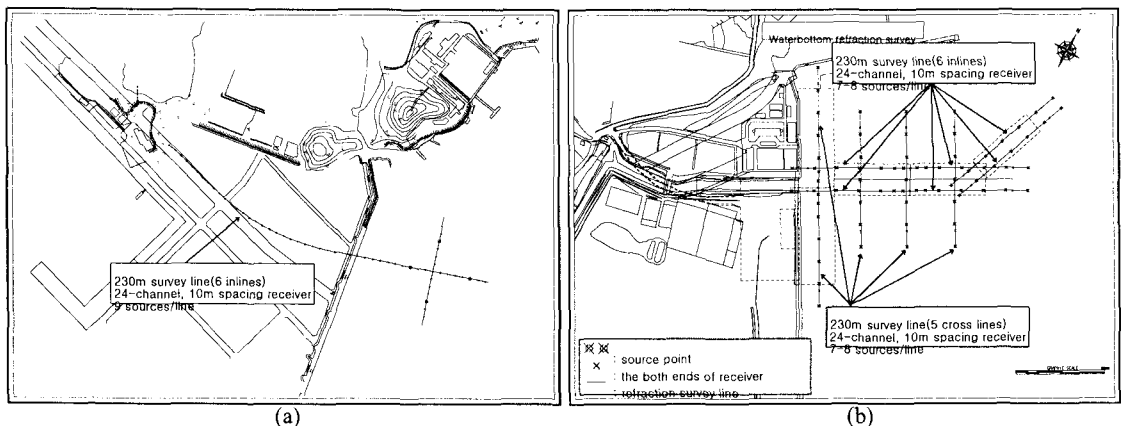 230m survey line(6 inlines)
24-channel, 10m spacing receiver
9 sources/line
(a)
Waterbottom refraction survey
230m survey line(6 inlines)
24-channel, 10m spacing receiver
7-8 sources/line
230m survey line(5 cross lines)
24-channel, 10m spacing receiver
7-8 sources/line
: source point
: the both ends of receiver
: refraction survey line
GRAPHIC SCALE
(b)